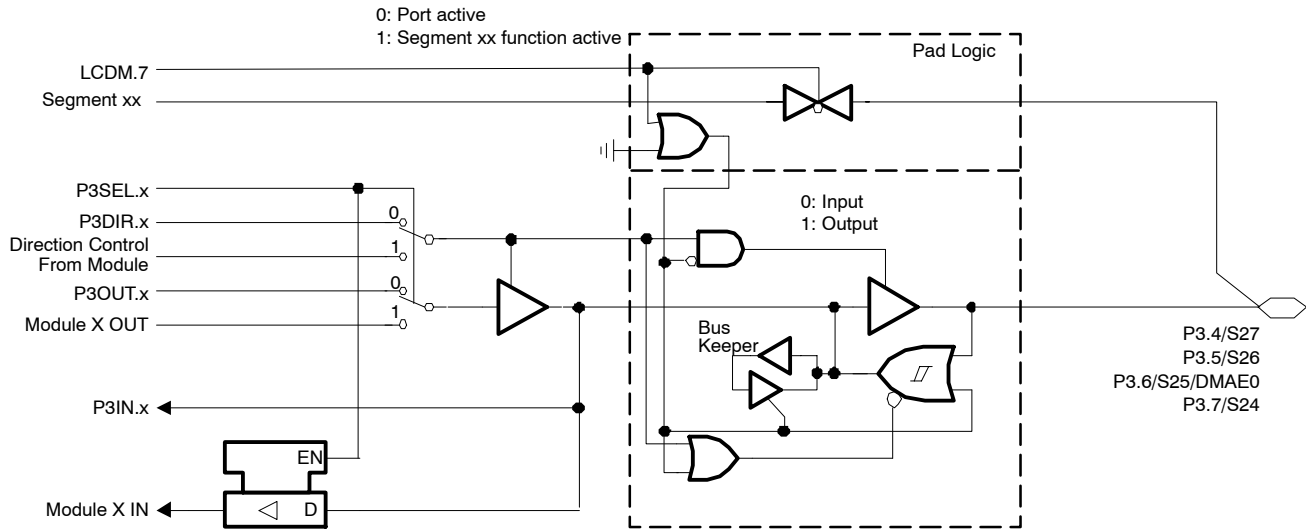 0: Port active
1: Segment xx function active
Pad Logic
LCDM.7
Segment xx
P3SEL.x
P3DIR.x
0
Direction Control
From Module
1
0: Input
1: Output
P3OUT.x
0
Module X OUT
1
Bus
Keeper
P3.4/S27
P3.5/S26
P3.6/S25/DMAE0
P3.7/S24
P3IN.x
EN
Module X IN
D